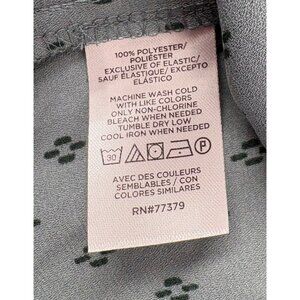 100% POLYESTER/
POLIÉSTER
EXCLUSIVE OF ELASTIC/
SAUF ÉLASTIQUE / EXCEPTO
ELÁSTICO
MACHINE WASH COLD
WITH LIKE COLORS
ONLY NON-CHLORINE
BLEACH WHEN NEEDED
TUMBLE DRY LOW
COOL IRON WHEN NEEDED
30 P
AVEC DES COULEURS
SEMBLABLES / CON
COLORES SIMILARES
RN#77379